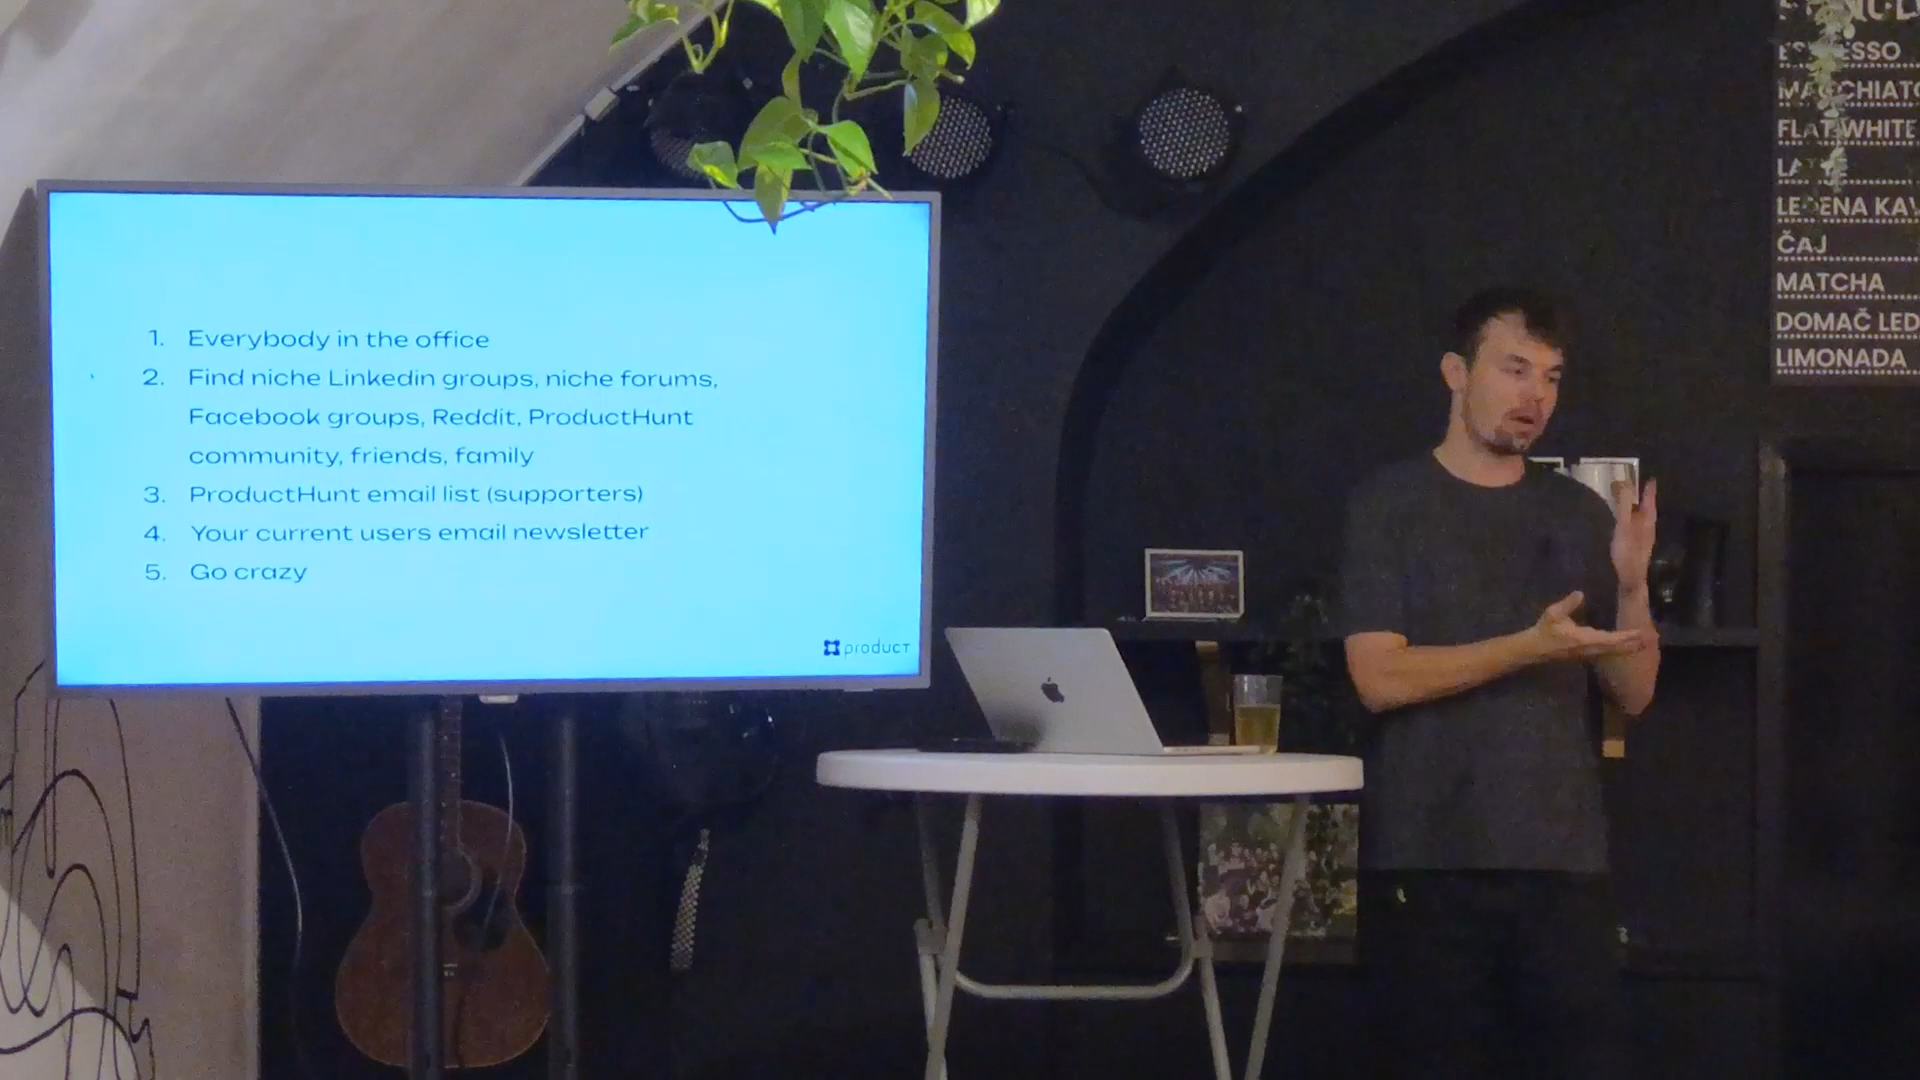 1. Everybody in the office
2. Find niche Linkedin groups, niche forums,
Facebook groups, Reddit, ProductHunt
community, friends, family
3. ProductHunt email list (supporters)
4. Your current users email newsletter
5. Go crazy
product
FLAT WHITE
ČAJ
MATCHA
DOMAČ LED
LIMONADA